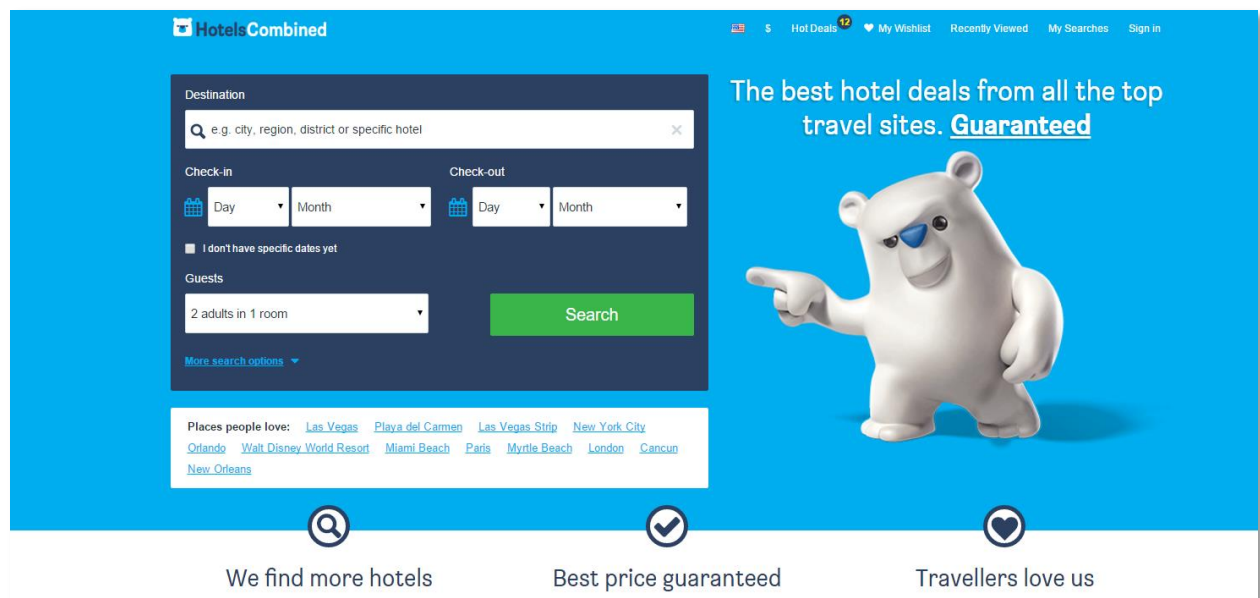 HotelsCombined
$ Hot Deals 12 My Wishlist Recently Viewed My Searches Sign in
Destination
e.g. city, region, district or specific hotel
Check-in Check-out
Day Month Day Month
I don't have specific dates yet
Guests
2 adults in 1 room
Search
More search options
The best hotel deals from all the top
travel sites. Guaranteed
Places people love: Las Vegas Playa del Carmen Las Vegas Strip New York City
Orlando Walt Disney World Resort Miami Beach Paris Myrtle Beach London Cancun
New Orleans
We find more hotels
Best price guaranteed
Travellers love us